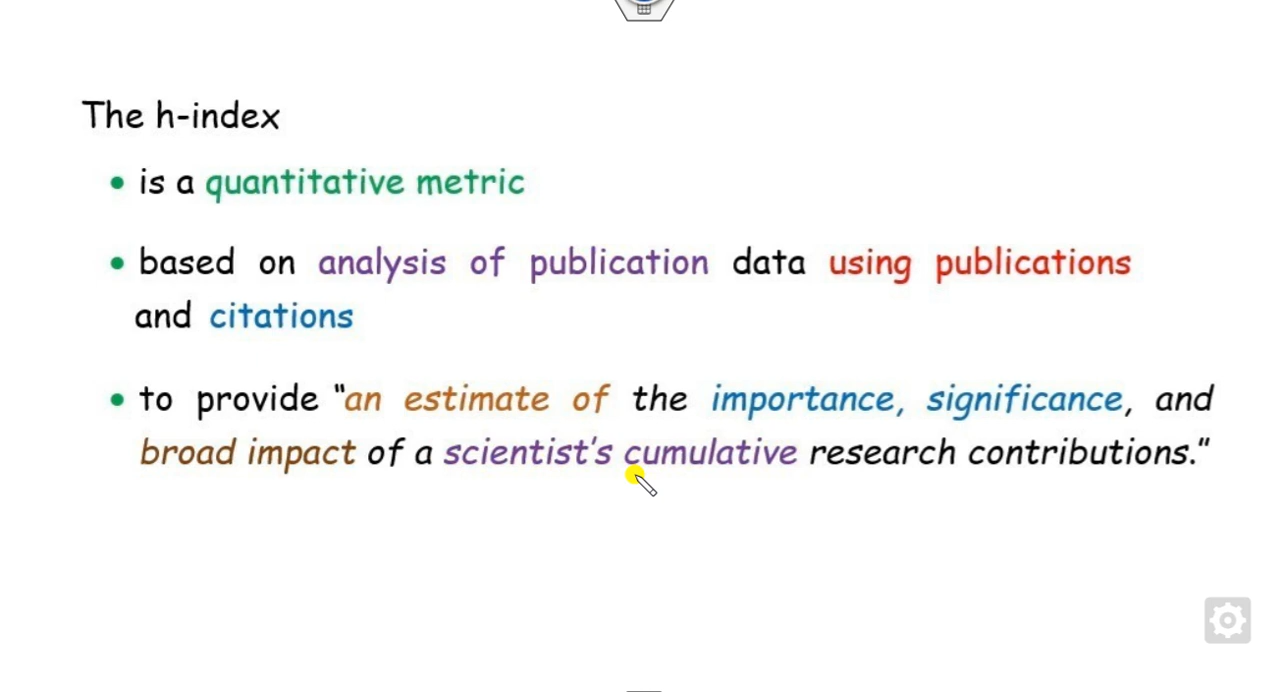 The h-index
• is a quantitative metric
• based on analysis of publication data using publications
and citations
• to provide “an estimate of the importance, significance, and
broad impact of a scientist’s cumulative research contributions.”